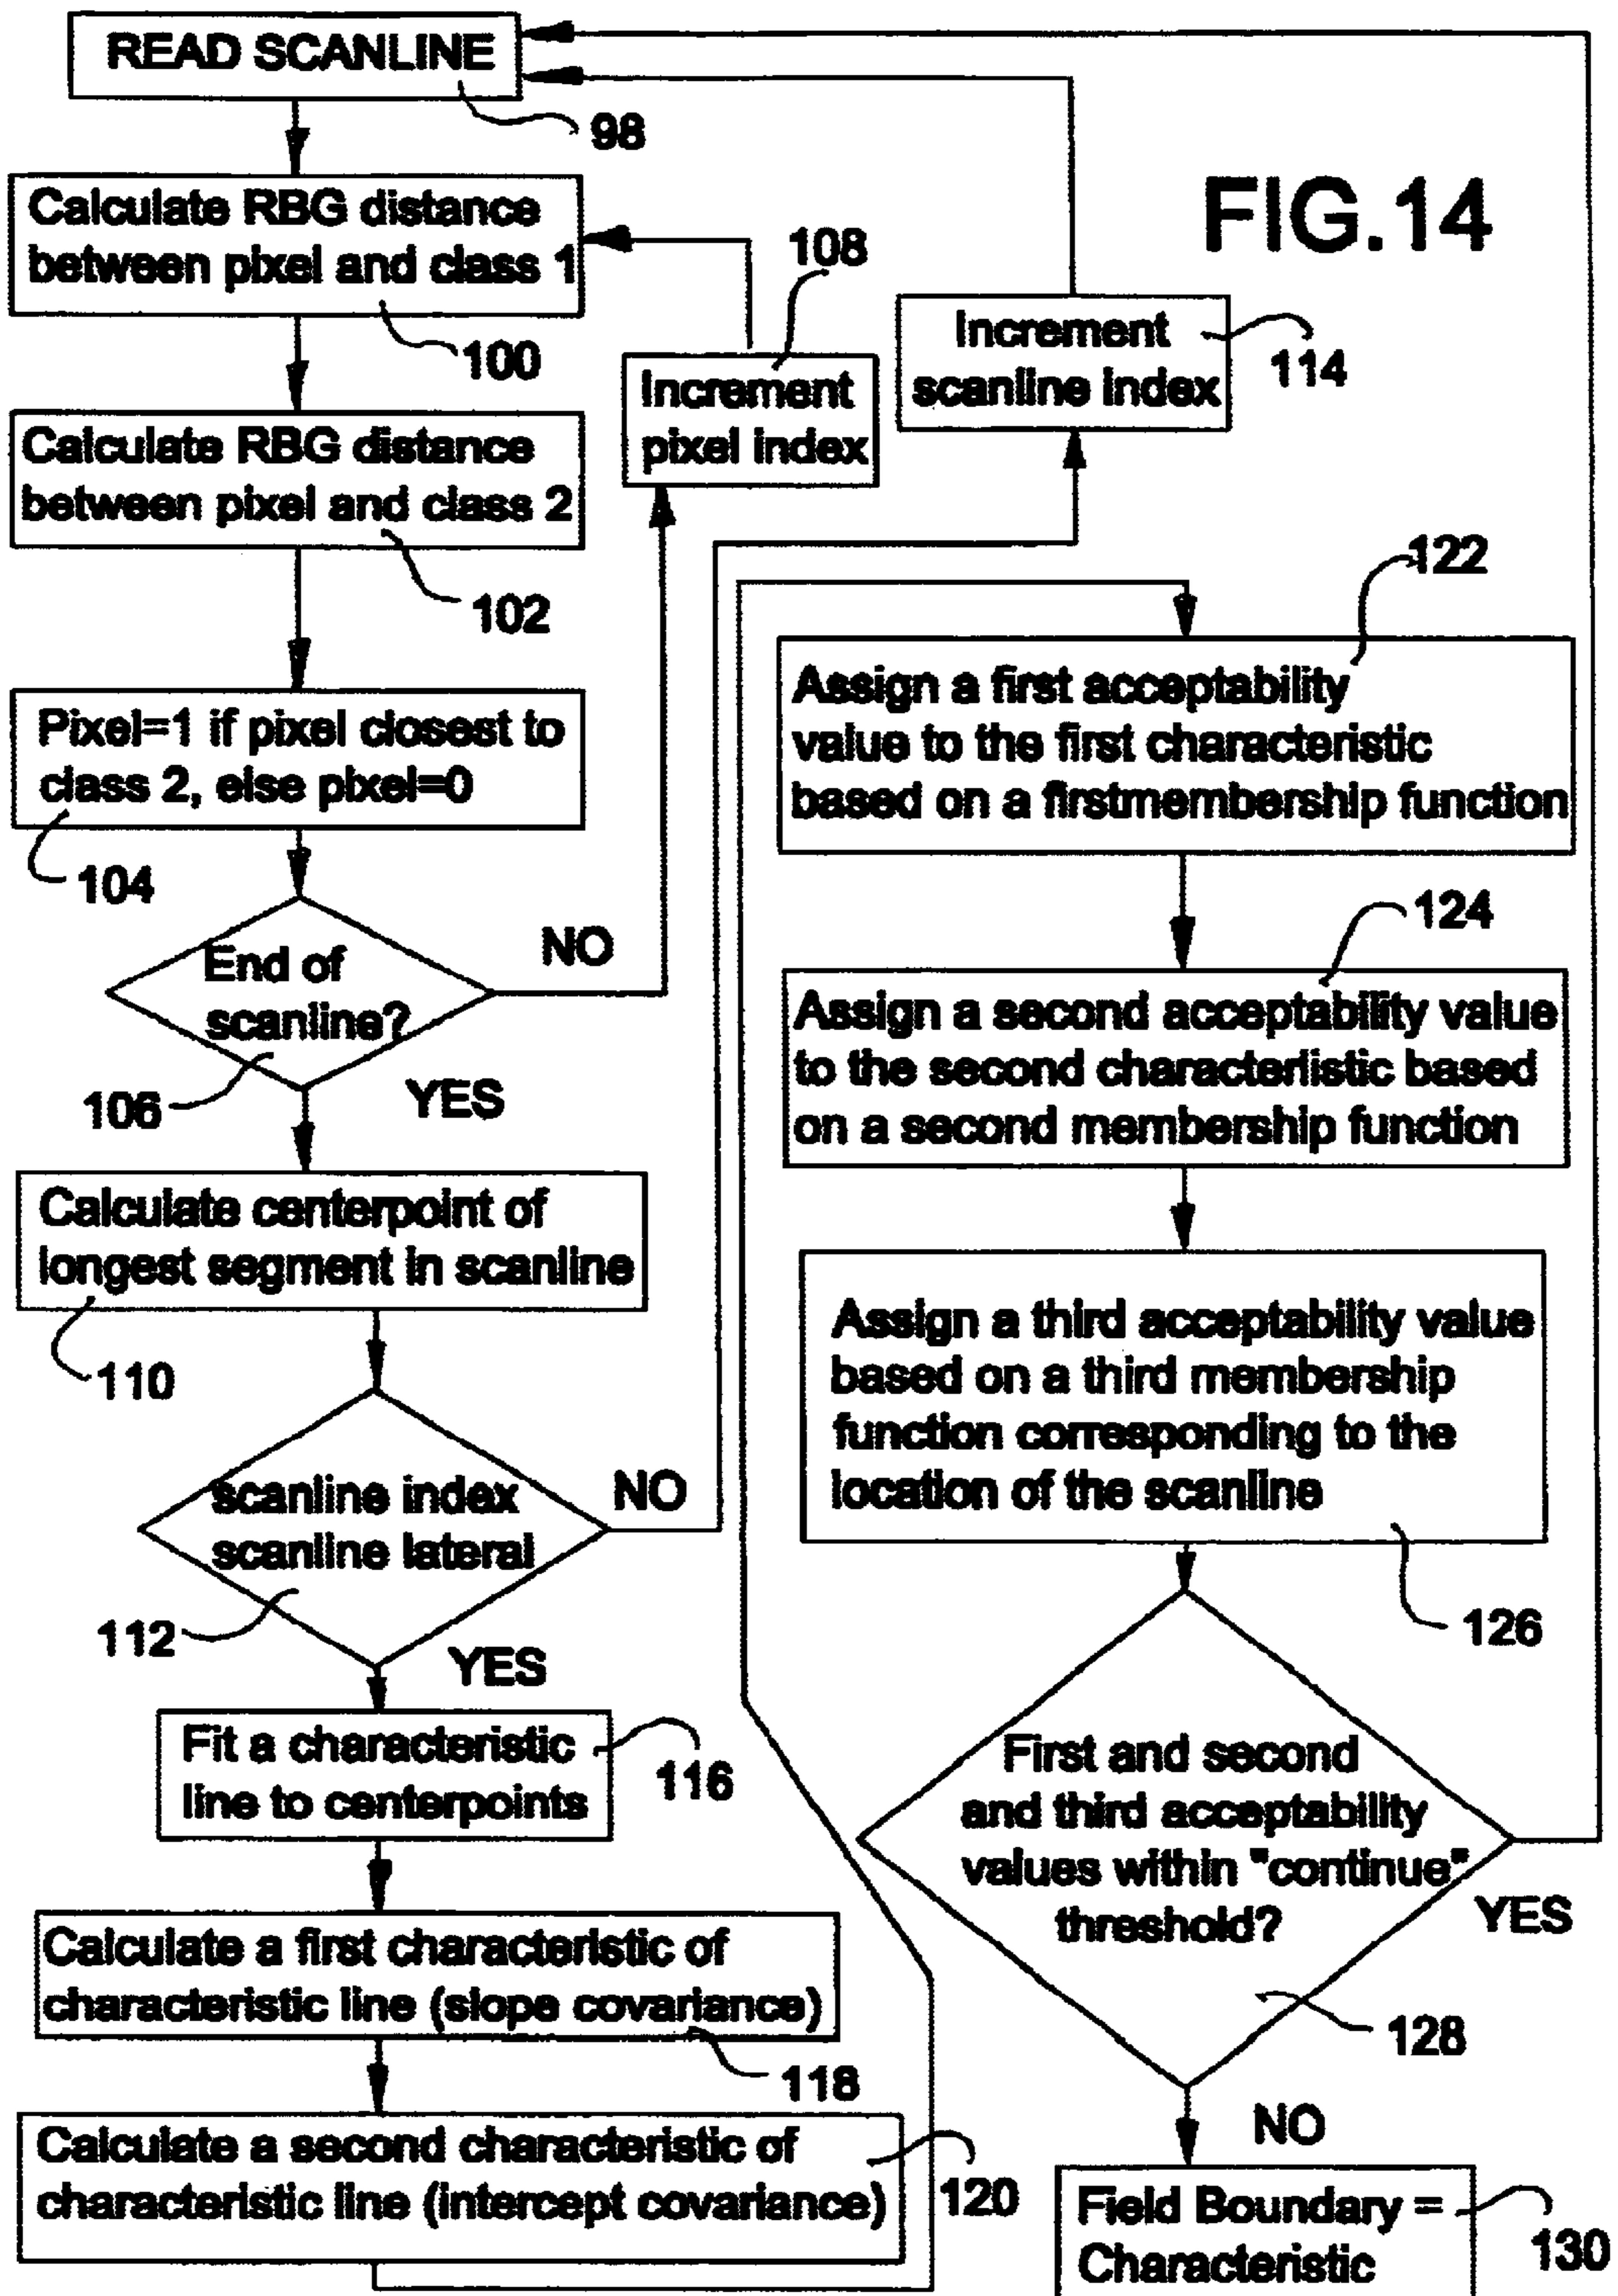 READ SCANLINE
98
FIG.14
Calculate RBG distance
between pixel and class 1
100
108
Increment
pixel index
Increment
scanline index
114
Calculate RBG distance
between pixel and class 2
102
Pixel=1 if pixel closest to
class 2, else pixel=0
104
End of
scanline?
NO
106
YES
Calculate centerpoint of
longest segment in scanline
110
scanline index
scanline lateral
NO
112
YES
Fit a characteristic
line to centerpoints
116
Calculate a first characteristic of
characteristic line (slope covariance)
118
Calculate a second characteristic of
characteristic line (intercept covariance)
120
122
Assign a first acceptability
value to the first characteristic
based on a firstmembership function
124
Assign a second acceptability value
to the second characterlistic based
on a second membership function
Assign a third acceptability value
based on a third membership
function corresponding to the
location of the scanline
126
First and second
and third acceptability
values within "continue"
threshold?
YES
128
NO
Field Boundary =
Characteristic
130